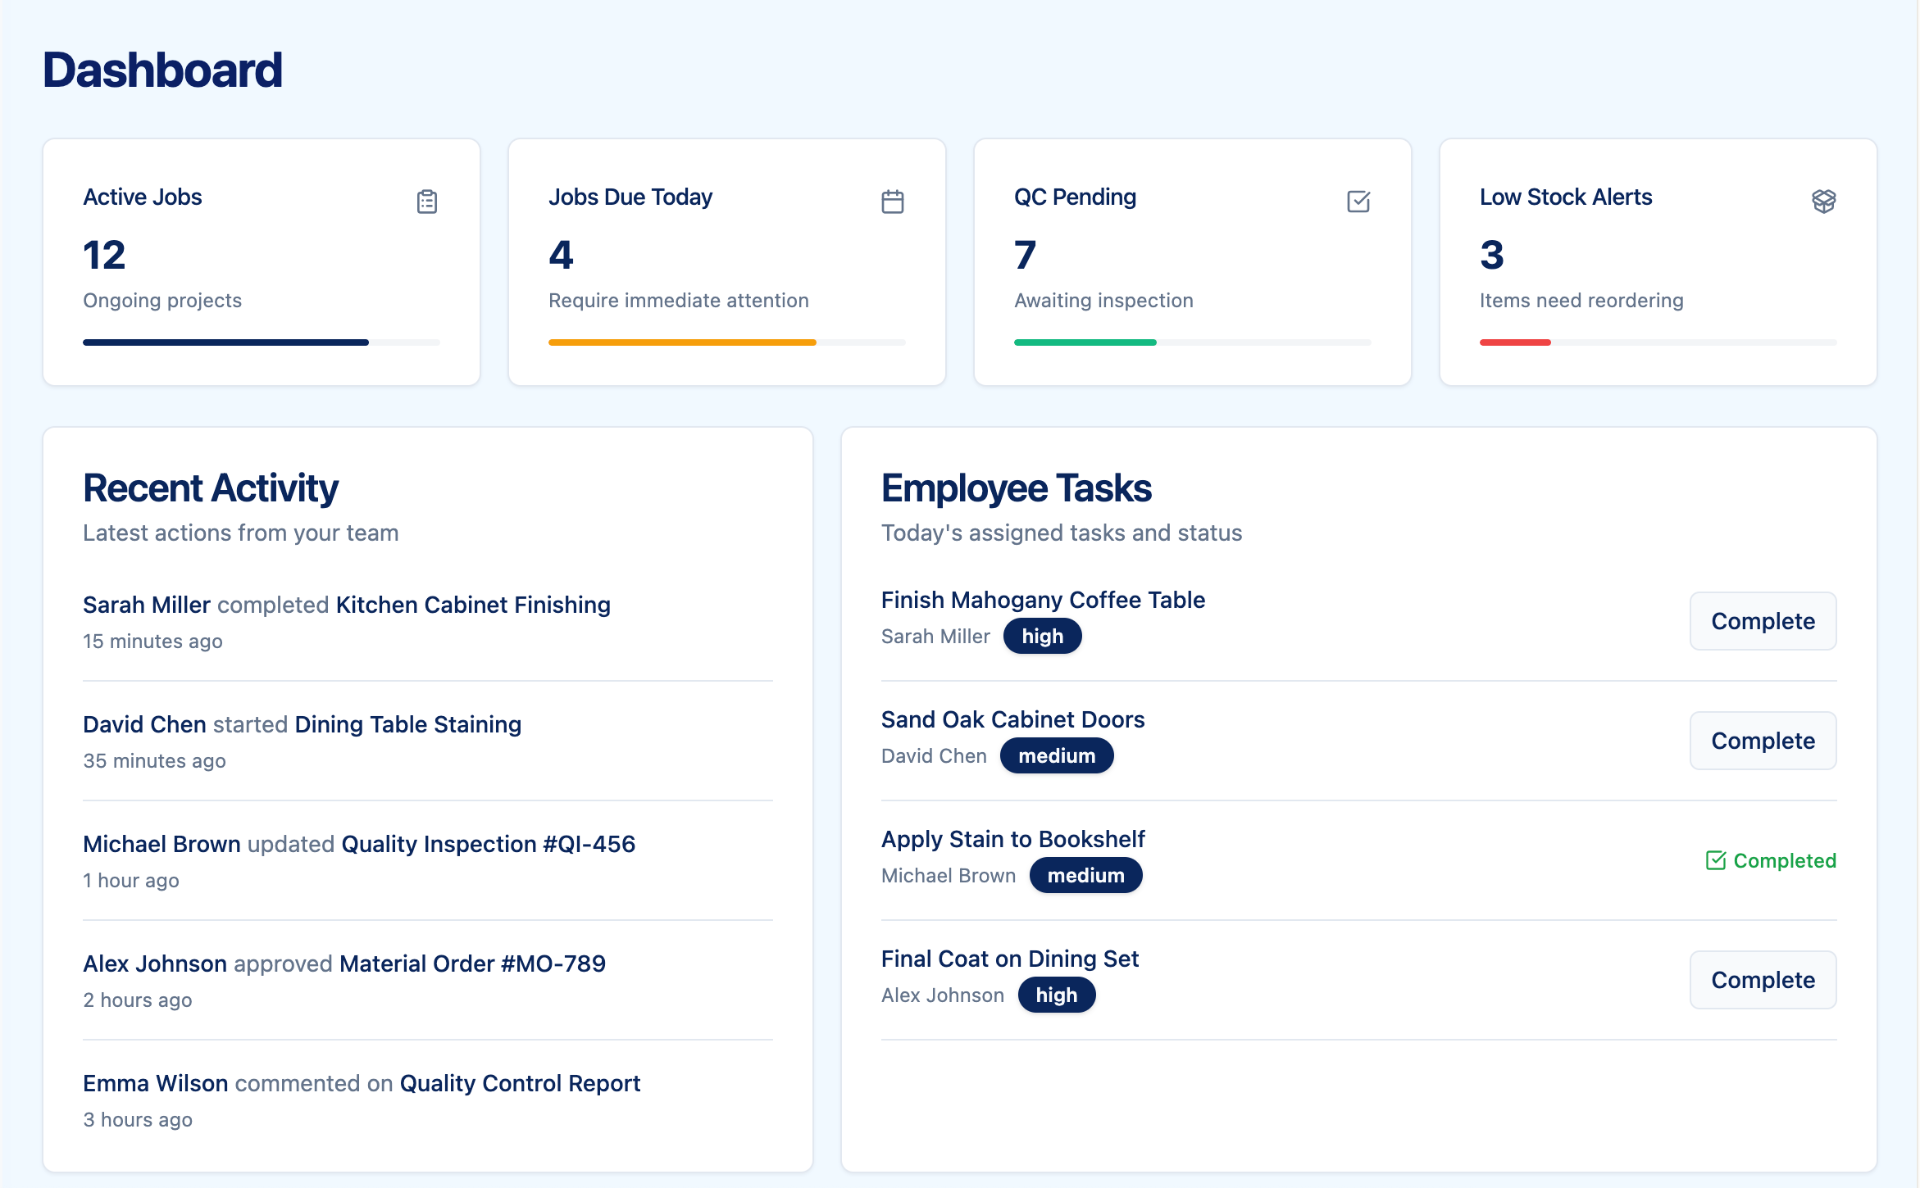 Dashboard
Active Jobs
12
Ongoing projects
Jobs Due Today
4
Require immediate attention
QC Pending
7
Awaiting inspection
Low Stock Alerts
3
Items need reordering
Recent Activity
Latest actions from your team
Sarah Miller completed Kitchen Cabinet Finishing
15 minutes ago
David Chen started Dining Table Staining
35 minutes ago
Michael Brown updated Quality Inspection #QI-456
1 hour ago
Alex Johnson approved Material Order #MO-789
2 hours ago
Emma Wilson commented on Quality Control Report
3 hours ago
Employee Tasks
Today's assigned tasks and status
Finish Mahogany Coffee Table
Sarah Miller high
Complete
Sand Oak Cabinet Doors
David Chen medium
Complete
Apply Stain to Bookshelf
Michael Brown medium
Completed
Final Coat on Dining Set
Alex Johnson high
Complete